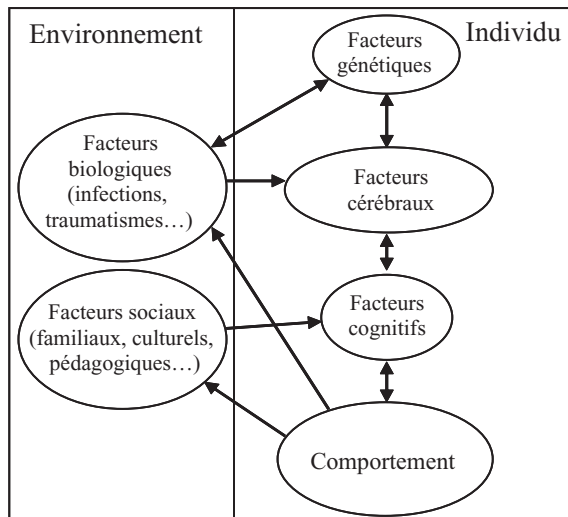 Environnement
Individu
Facteurs
génétiques
Facteurs
biologiques
(infections,
traumatismes…)
Facteurs
cérébraux
Facteurs sociaux
(familiaux, culturels,
pédagogiques…)
Facteurs
cognitifs
Comportement